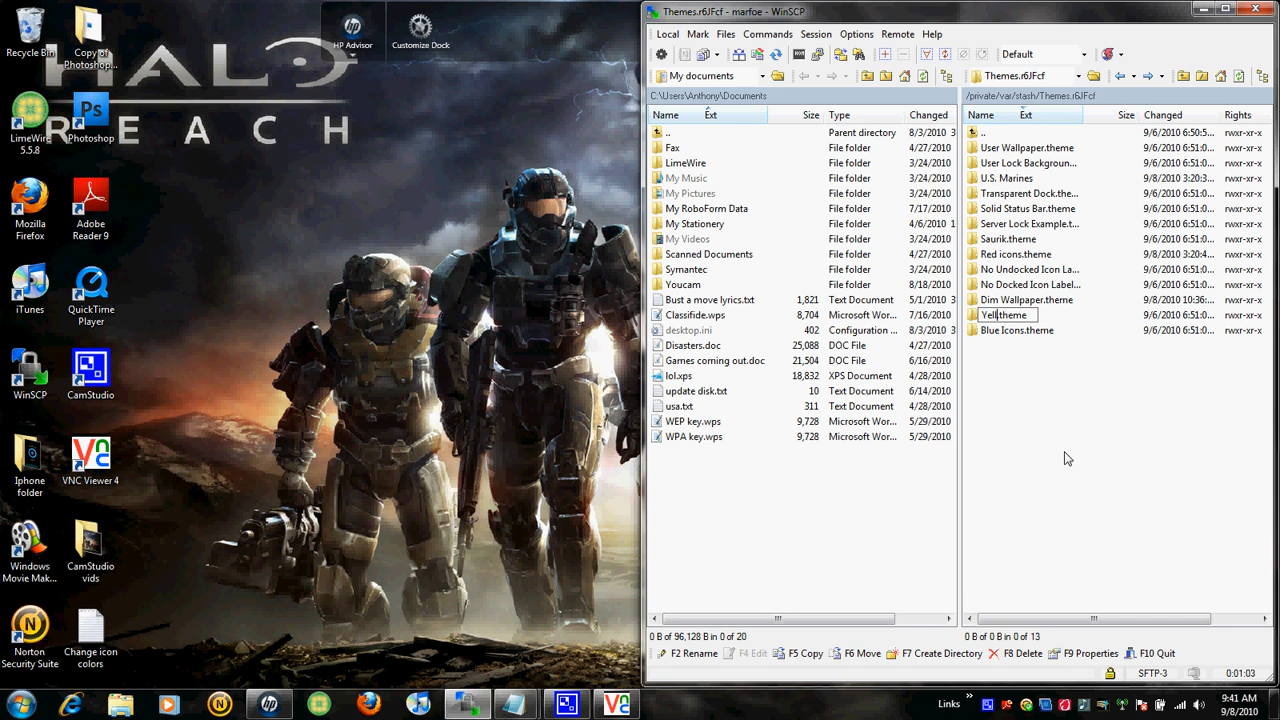 Recycle Bin
Copy of Photoshop...
HP Advisor
Customize Dock
HALO
REACH
LimeWire 5.5.8
Photoshop
Mozilla Firefox
Adobe Reader 9
iTunes
QuickTime Player
WinSCP
CamStudio
Iphone folder
VNC Viewer 4
Windows Movie Mak...
CamStudio vids
Norton Security Suite
Change icon colors
Themes.r6JFcf - marfoe - WinSCP
Local Mark Files Commands Session Options Remote Help
Default
My documents
Themes.r6JFcf
C:\Users\Anthony\Documents
/private/var/stash/Themes.r6JFcf
Name Ext Size Type Changed
.. Parent directory 8/3/2010 3
Fax File folder 4/27/2010
LimeWire File folder 3/24/2010
My Music File folder 3/24/2010
My Pictures File folder 3/24/2010
My RoboForm Data File folder 7/17/2010
My Stationery File folder 4/6/2010 1
My Videos File folder 3/24/2010
Scanned Documents File folder 4/27/2010
Symantec File folder 3/24/2010
Youcam File folder 8/18/2010
Bust a move lyrics.txt 1,821 Text Document 5/1/2010 3
Classifide.wps 8,704 Microsoft Wor... 7/16/2010
desktop.ini 402 Configuration ... 8/3/2010 3
Disasters.doc 25,088 DOC File 4/27/2010
Games coming out.doc 21,504 DOC File 6/16/2010
lol.xps 18,832 XPS Document 4/28/2010
update disk.txt 10 Text Document 6/14/2010
usa.txt 311 Text Document 4/28/2010
WEP key.wps 9,728 Microsoft Wor... 5/29/2010
WPA key.wps 9,728 Microsoft Wor... 5/29/2010
Name Ext Size Changed Rights
.. 9/6/2010 6:50:5... rwxr-xr-x
User Wallpaper.theme 9/6/2010 6:51:0... rwxr-xr-x
User Lock Backgroun... 9/6/2010 6:51:0... rwxr-xr-x
U.S. Marines 9/8/2010 3:20:3... rwxr-xr-x
Transparent Dock.the... 9/6/2010 6:51:0... rwxr-xr-x
Solid Status Bar.theme 9/6/2010 6:51:0... rwxr-xr-x
Server Lock Example.t... 9/6/2010 6:51:0... rwxr-xr-x
Saurik.theme 9/6/2010 6:51:0... rwxr-xr-x
Red icons.theme 9/8/2010 3:20:4... rwxr-xr-x
No Undocked Icon La... 9/6/2010 6:51:0... rwxr-xr-x
No Docked Icon Label... 9/6/2010 6:51:0... rwxr-xr-x
Dim Wallpaper.theme 9/8/2010 10:36:... rwxr-xr-x
Yell.theme 9/6/2010 6:51:0... rwxr-xr-x
Blue Icons.theme 9/6/2010 6:51:0... rwxr-xr-x
0 B of 96,128 B in 0 of 20
0 B of 0 B in 0 of 13
F2 Rename F4 Edit F5 Copy F6 Move F7 Create Directory F8 Delete F9 Properties F10 Quit
SFTP-3 0:01:03
Links
9:41 AM
9/8/2010